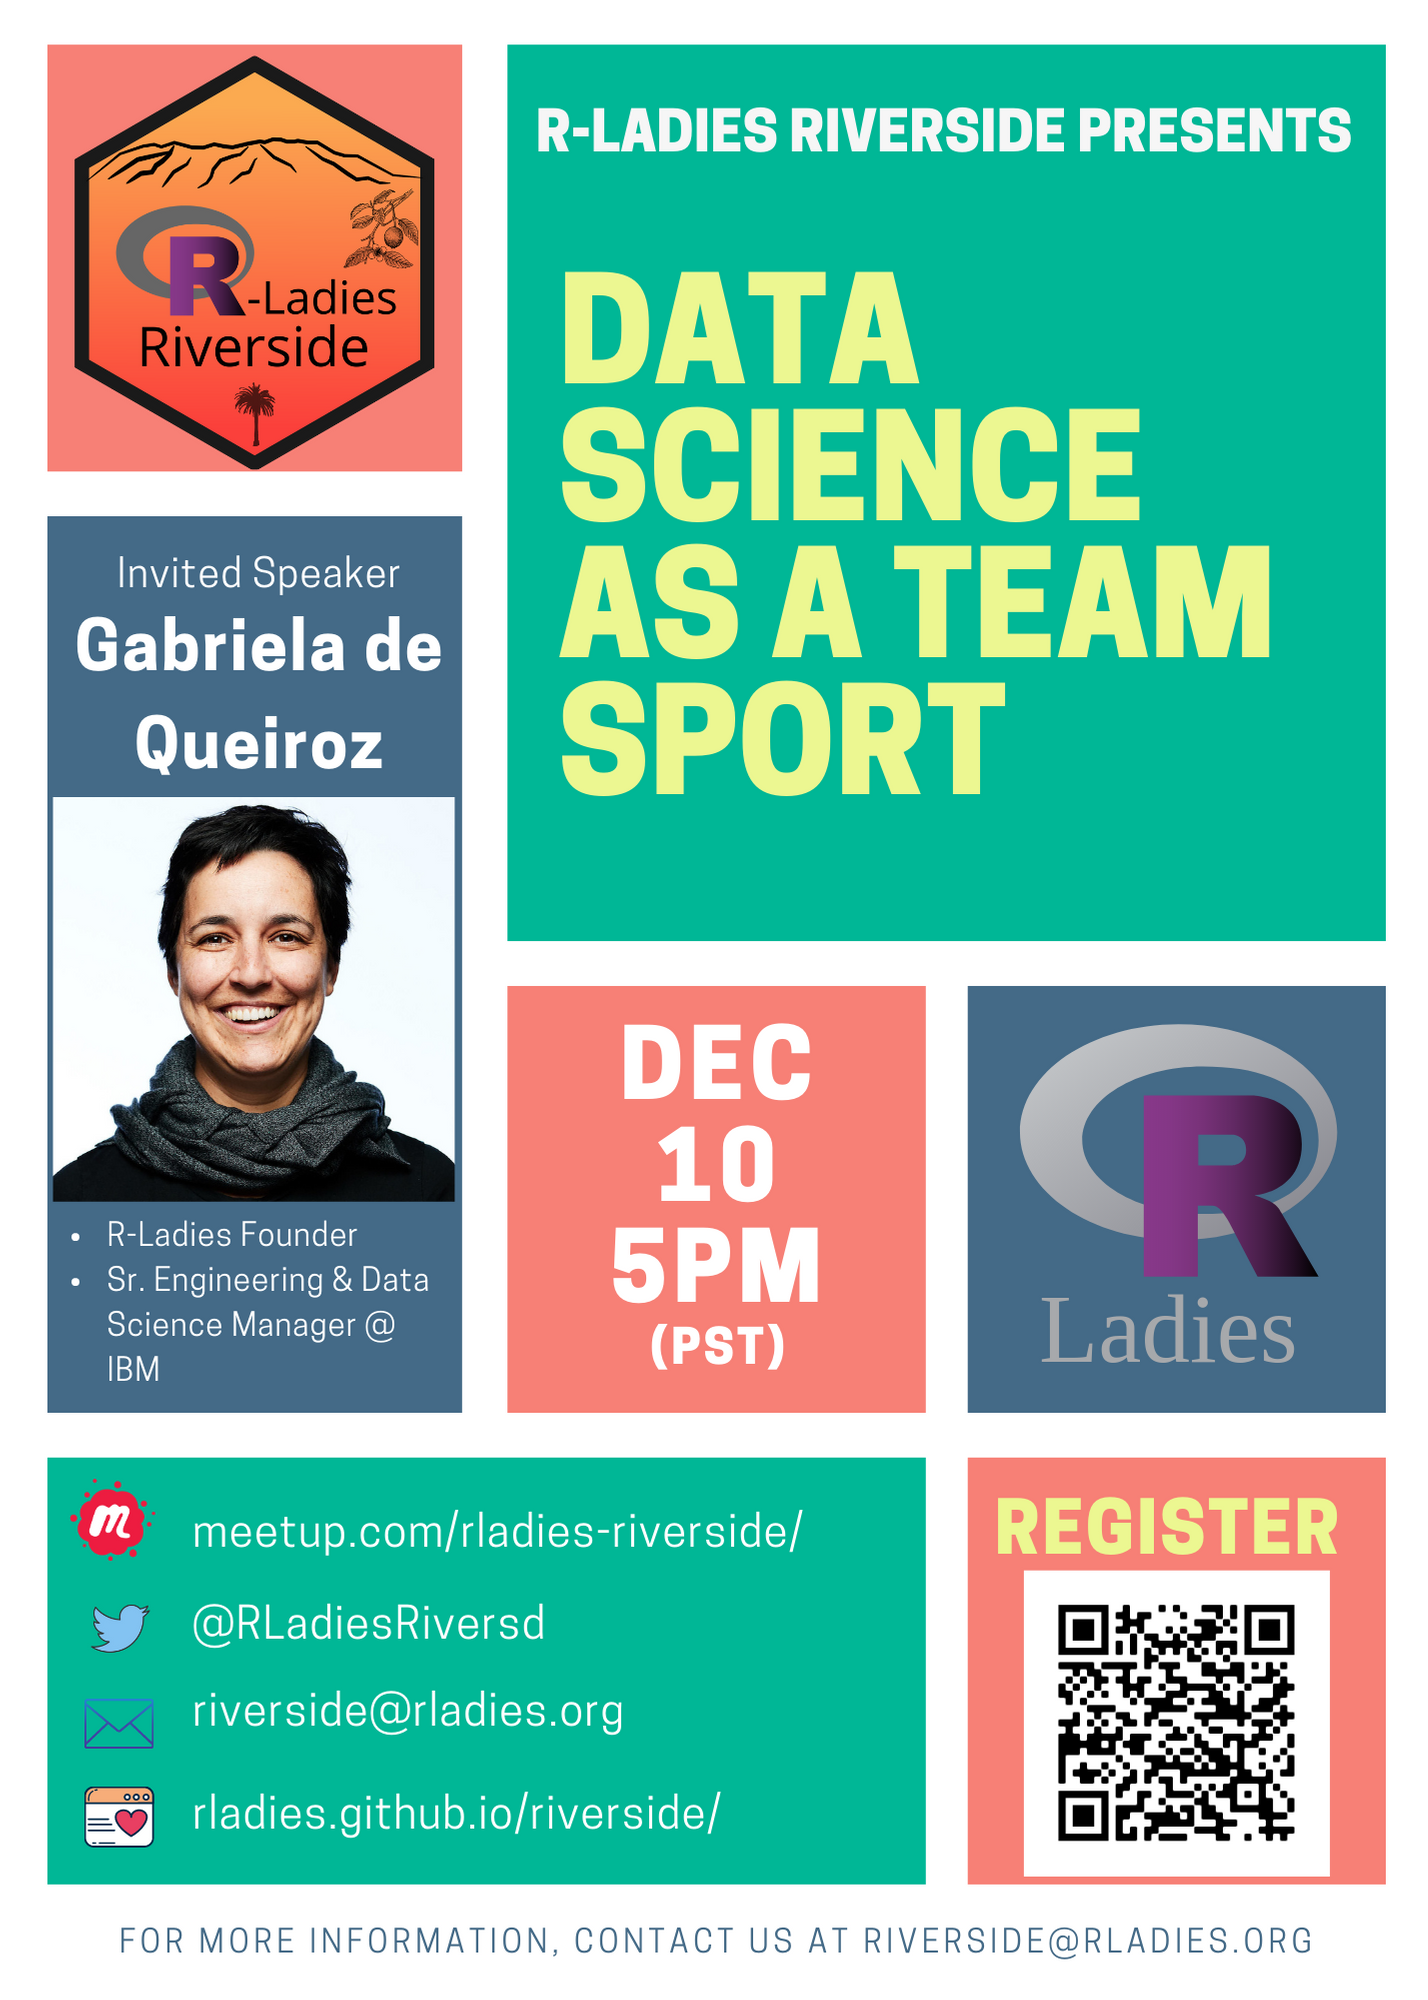 R-Ladies
Riverside
R-LADIES RIVERSIDE PRESENTS
DATA
SCIENCE
AS A TEAM
SPORT
Invited Speaker
Gabriela de
Queiroz
• R-Ladies Founder
• Sr. Engineering & Data
Science Manager @
IBM
DEC
10
5PM
(PST)
R
Ladies
m
meetup.com/rladies-riverside/
@RLadiesRiversd
riverside@rladies.org
rladies.github.io/riverside/
REGISTER
FOR MORE INFORMATION, CONTACT US AT RIVERSIDE@RLADIES.ORG